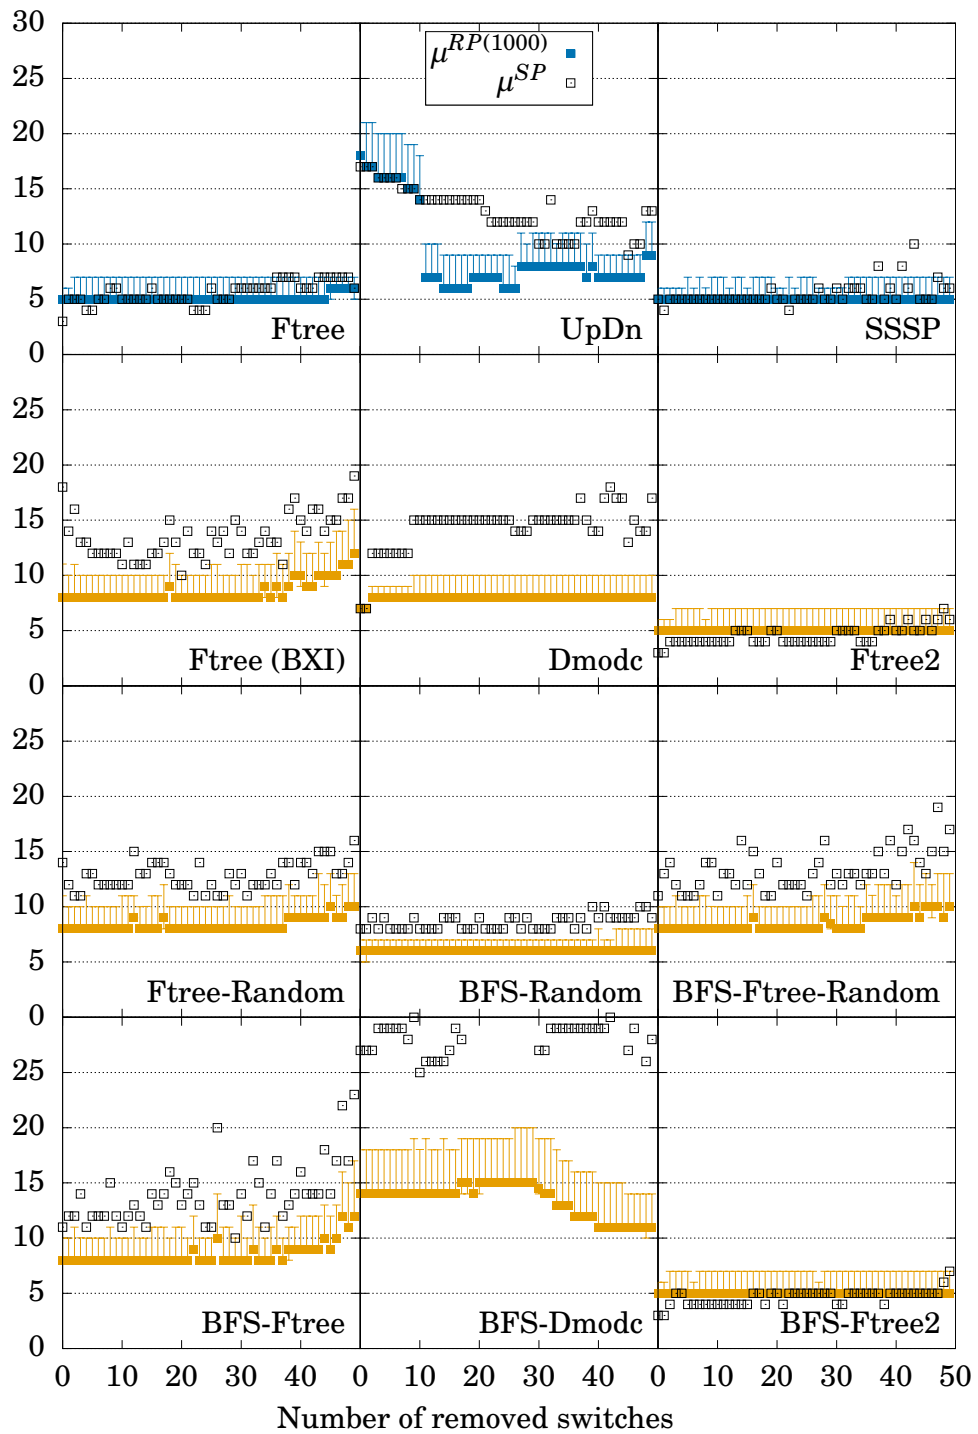 30
25
20
15
10
5
0
μ^RP(1000)
μ^SP
Ftree
UpDn
SSSP
25
20
15
10
5
0
Ftree (BXI)
Dmodc
Ftree2
25
20
15
10
5
0
Ftree-Random
BFS-Random
BFS-Ftree-Random
25
20
15
10
5
0
BFS-Ftree
BFS-Dmodc
BFS-Ftree2
0 10 20 30 40 0 10 20 30 40 0 10 20 30 40 50
Number of removed switches